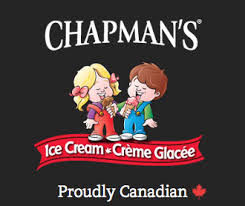 CHAPMAN'S®
Ice Cream • Crème Glacée
Proudly Canadian